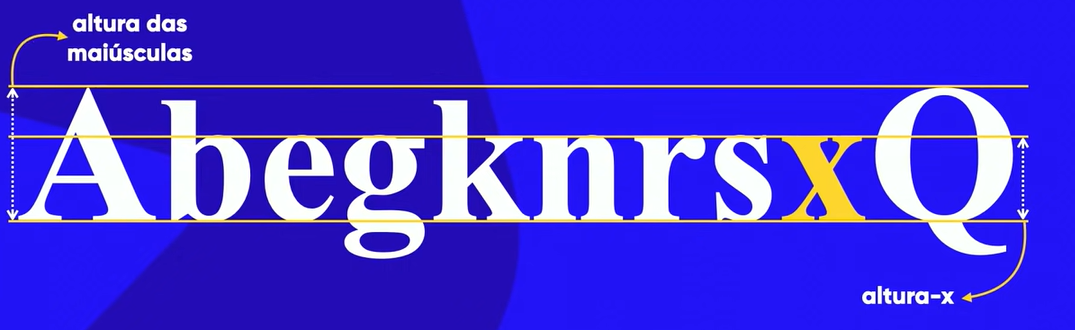 altura das
maiúsculas
AbegknrsxQ
altura-x